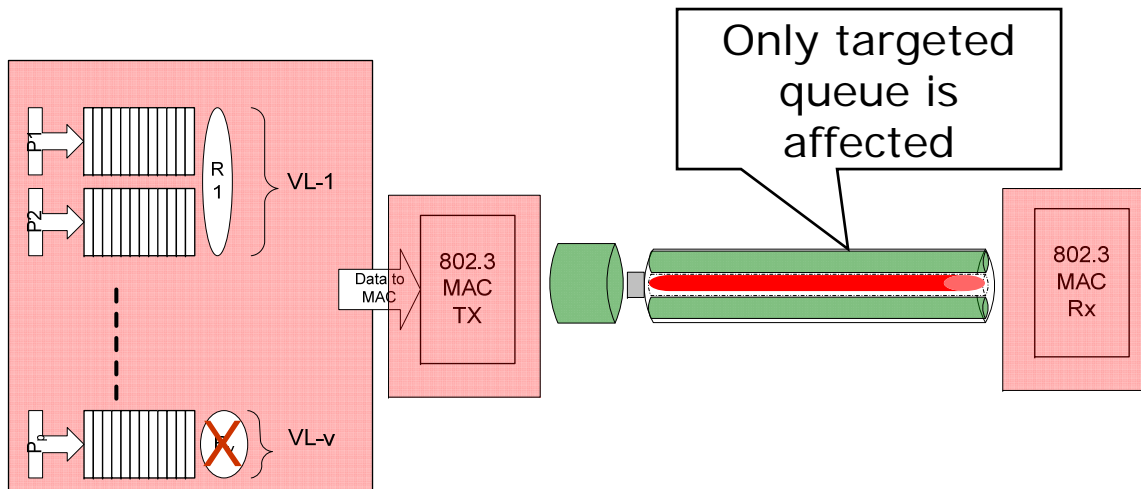 Only targeted
queue is
affected
P1
R
1
VL-1
P2
Data to
MAC
802.3
MAC
TX
802.3
MAC
Rx
Pp
VL-v